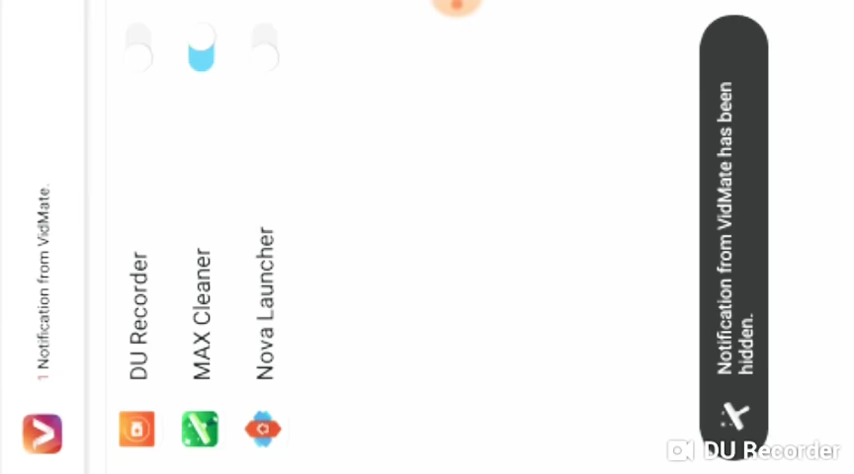 1 Notification from VidMate.
DU Recorder
MAX Cleaner
Nova Launcher
Notification from VidMate has been
hidden.
DU Recorder